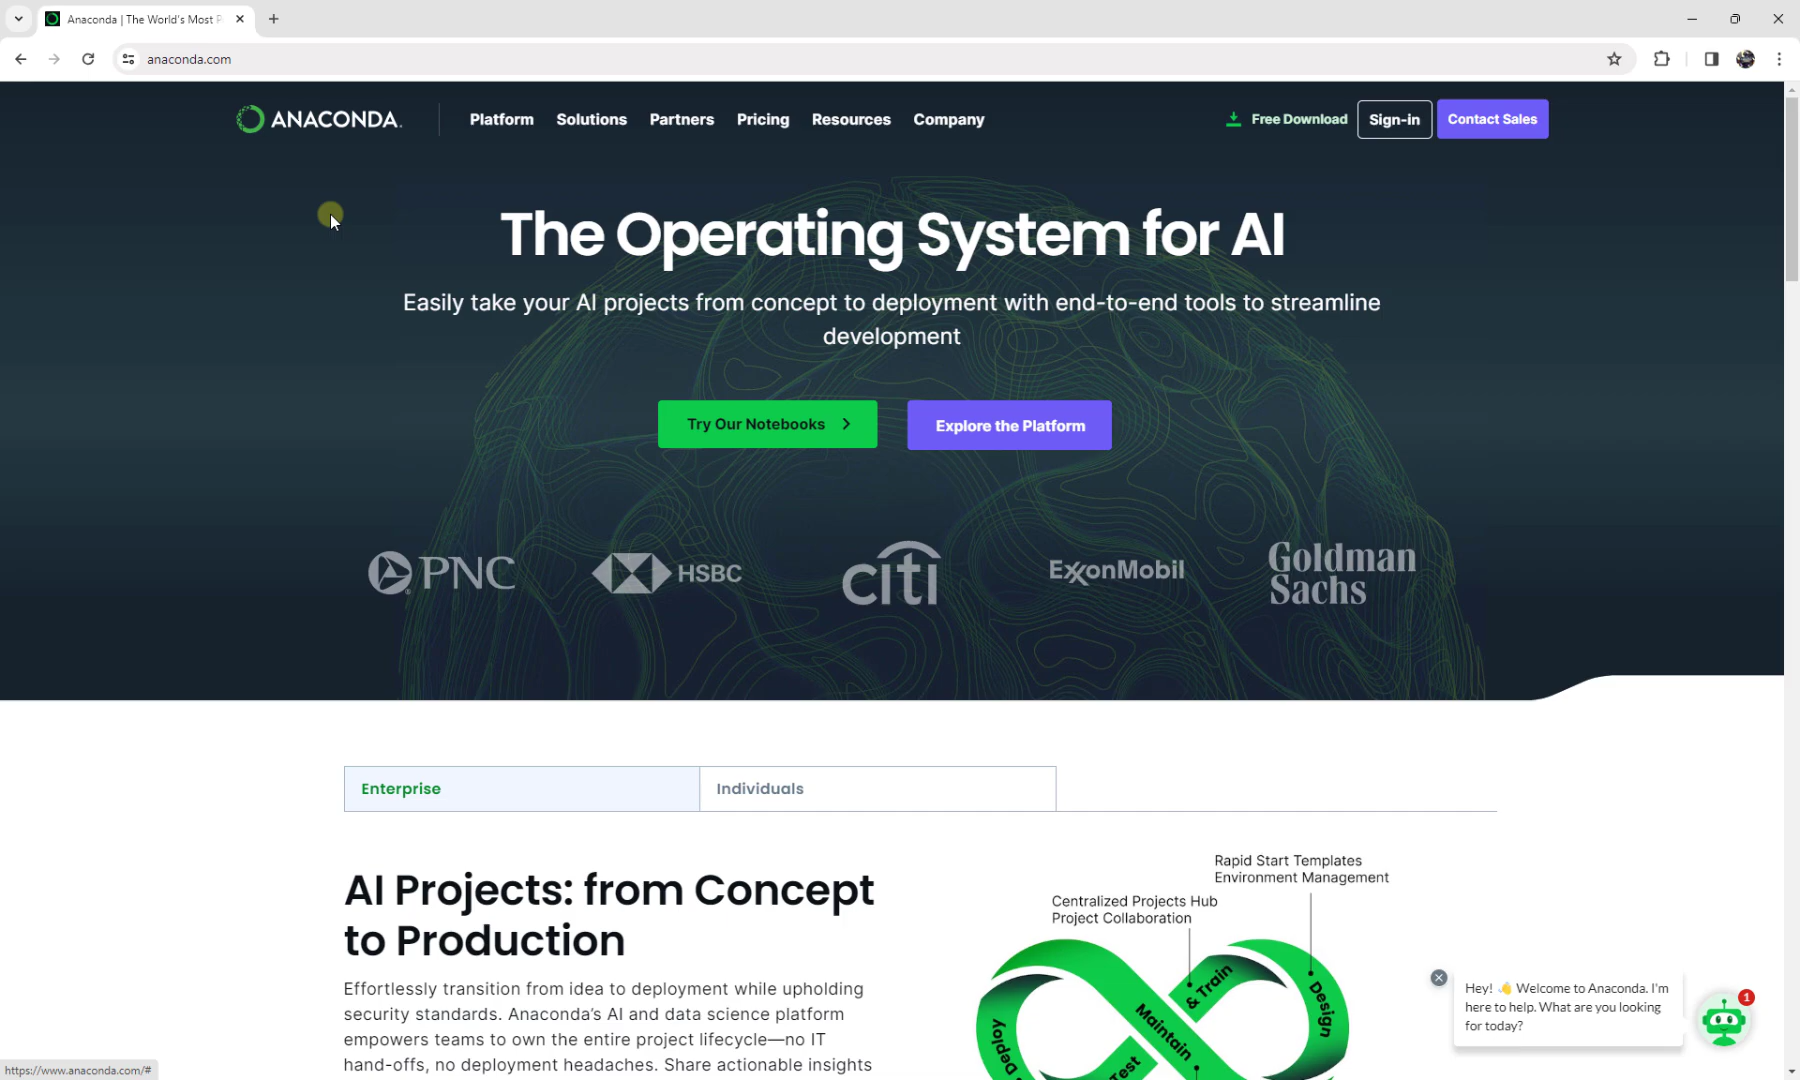 Anaconda | The World's Most P
anaconda.com
ANACONDA.
Platform
Solutions
Partners
Pricing
Resources
Company
Free Download
Sign-in
Contact Sales
The Operating System for AI
Easily take your AI projects from concept to deployment with end-to-end tools to streamline
development
Try Our Notebooks
Explore the Platform
PNC
HSBC
citi
ExxonMobil
Goldman
Sachs
Enterprise
Individuals
AI Projects: from Concept
to Production
Effortlessly transition from idea to deployment while upholding
security standards. Anaconda's AI and data science platform
empowers teams to own the entire project lifecycle—no IT
hand-offs, no deployment headaches. Share actionable insights
Rapid Start Templates
Environment Management
Centralized Projects Hub
Project Collaboration
& Train
Design
Maintain
Deploy
Test
Hey! 👋 Welcome to Anaconda. I'm
here to help. What are you looking
for today?
1
https://www.anaconda.com/#